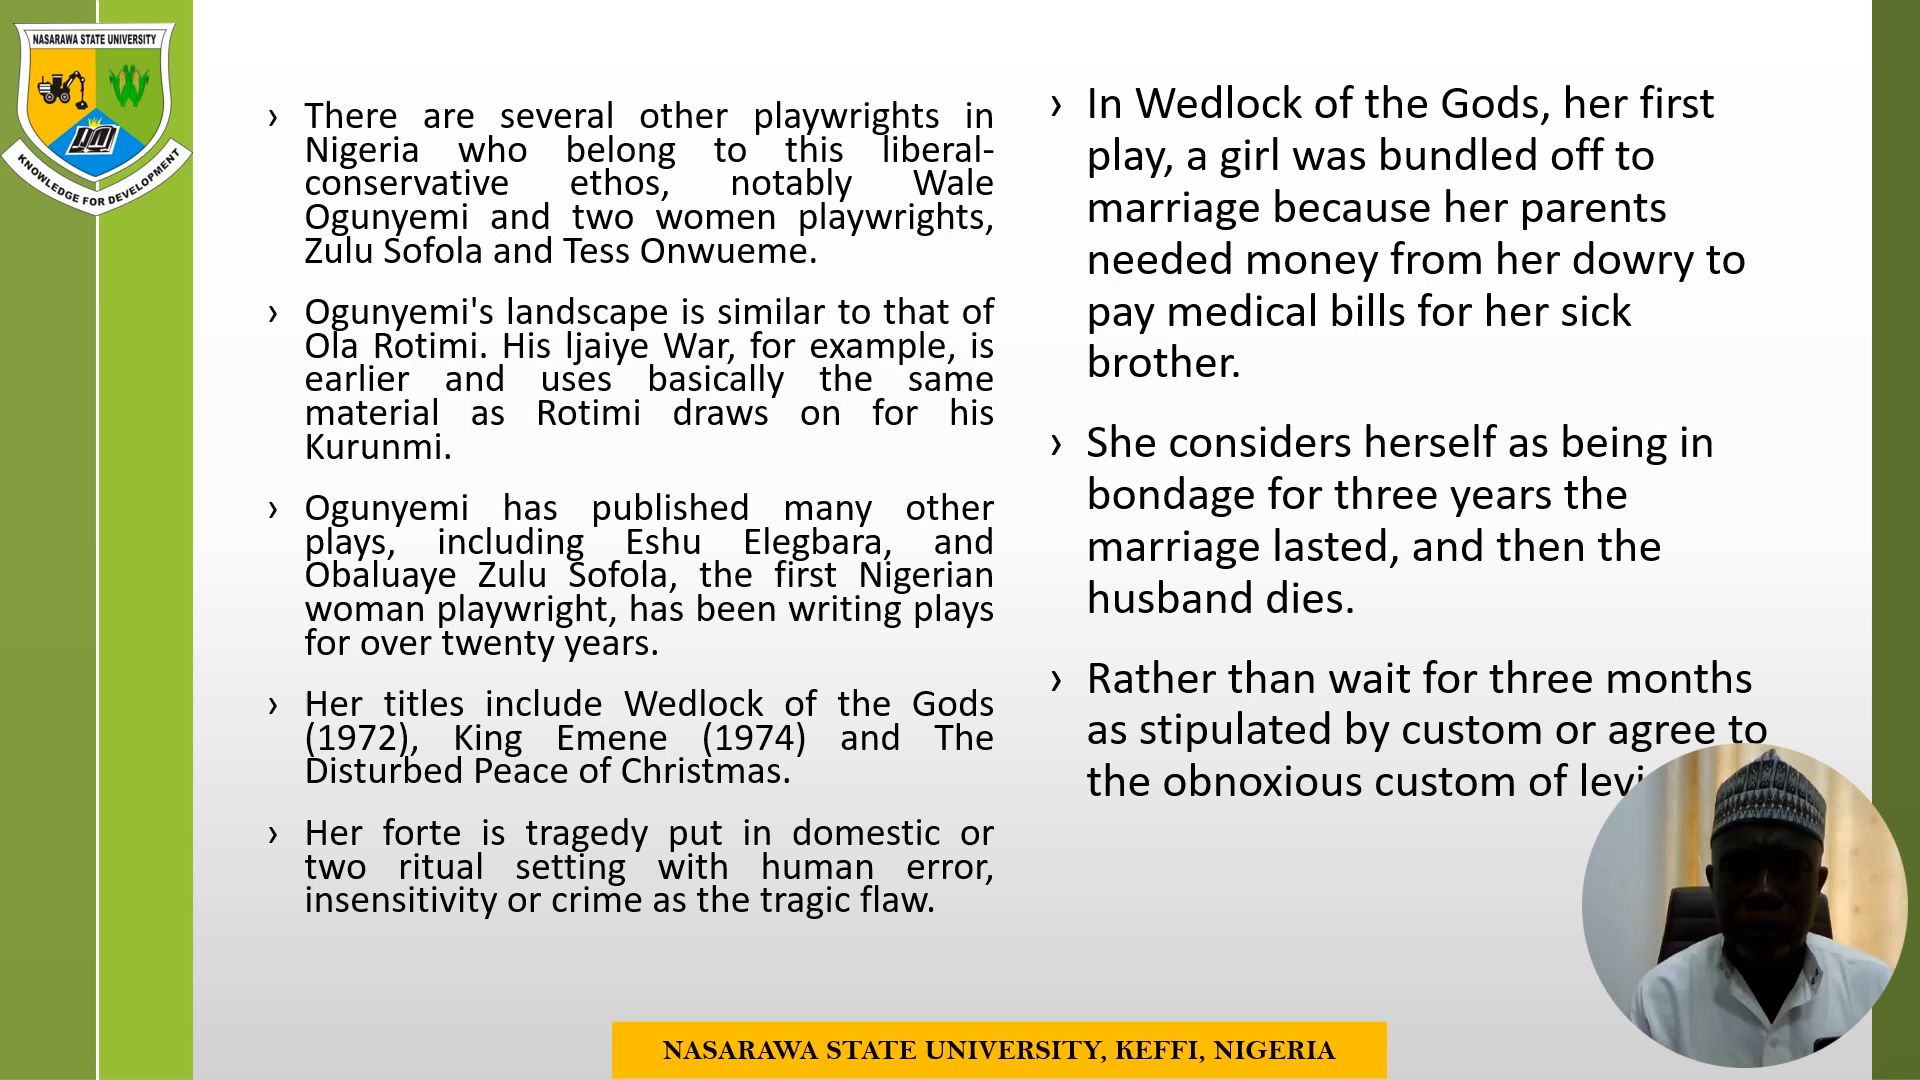 NASARAWA STATE UNIVERSITY
KNOWLEDGE FOR DEVELOPMENT
› There are several other playwrights in
Nigeria who belong to this liberal-
conservative ethos, notably Wale
Ogunyemi and two women playwrights,
Zulu Sofola and Tess Onwueme.
› Ogunyemi's landscape is similar to that of
Ola Rotimi. His ljaiye War, for example, is
earlier and uses basically the same
material as Rotimi draws on for his
Kurunmi.
› Ogunyemi has published many other
plays, including Eshu Elegbara, and
Obaluaye Zulu Sofola, the first Nigerian
woman playwright, has been writing plays
for over twenty years.
› Her titles include Wedlock of the Gods
(1972), King Emene (1974) and The
Disturbed Peace of Christmas.
› Her forte is tragedy put in domestic or
two ritual setting with human error,
insensitivity or crime as the tragic flaw.
› In Wedlock of the Gods, her first
play, a girl was bundled off to
marriage because her parents
needed money from her dowry to
pay medical bills for her sick
brother.
› She considers herself as being in
bondage for three years the
marriage lasted, and then the
husband dies.
› Rather than wait for three months
as stipulated by custom or agree to
the obnoxious custom of
NASARAWA STATE UNIVERSITY, KEFFI, NIGERIA